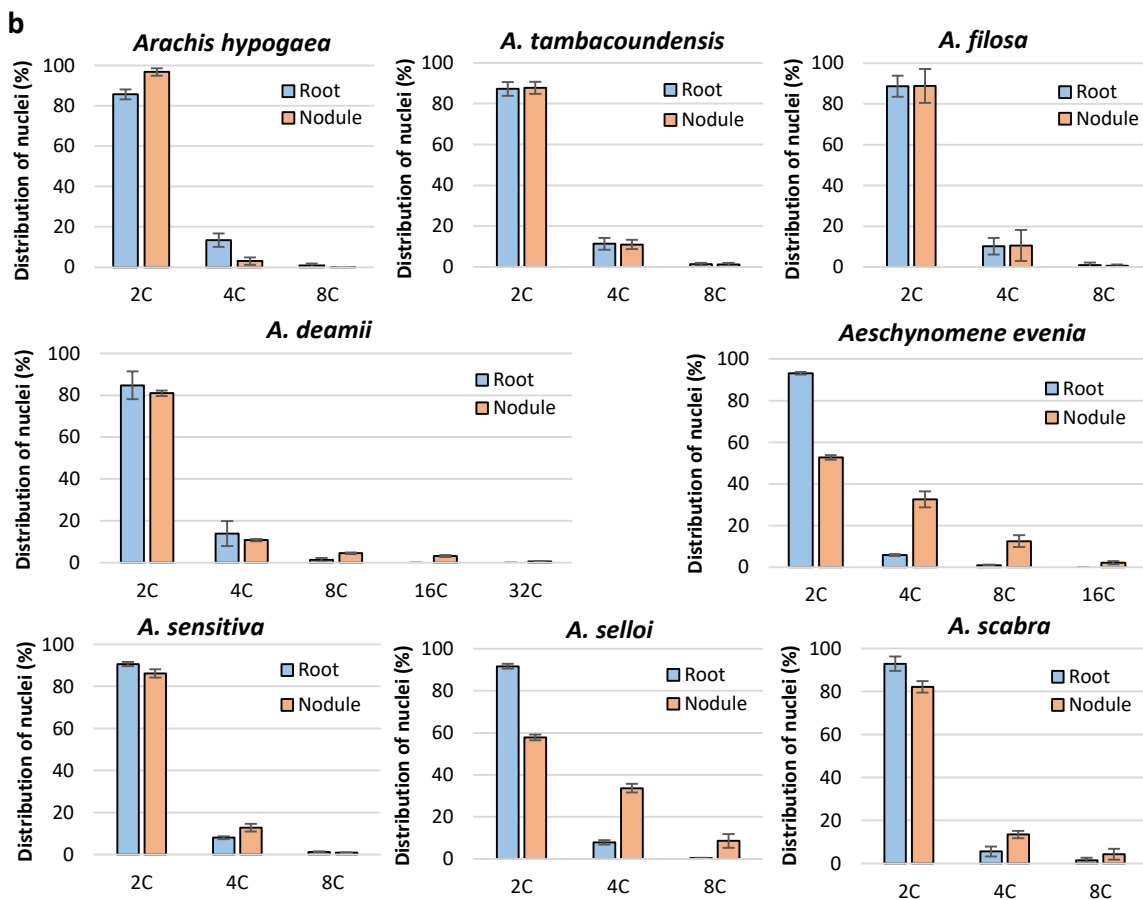 b
Arachis hypogaea
Distribution of nuclei (%)
100
80
60
40
20
0
Root
Nodule
2C 4C 8C
A. tambacoundensis
Distribution of nuclei (%)
100
80
60
40
20
0
Root
Nodule
2C 4C 8C
A. filosa
Distribution of nuclei (%)
100
80
60
40
20
0
Root
Nodule
2C 4C 8C
A. deamii
Distribution of nuclei (%)
100
80
60
40
20
0
Root
Nodule
2C 4C 8C 16C 32C
Aeschynomene evenia
Distribution of nuclei (%)
100
80
60
40
20
0
Root
Nodule
2C 4C 8C 16C
A. sensitiva
Distribution of nuclei (%)
100
80
60
40
20
0
Root
Nodule
2C 4C 8C
A. selloi
Distribution of nuclei (%)
100
80
60
40
20
0
Root
Nodule
2C 4C 8C
A. scabra
Distribution of nuclei (%)
100
80
60
40
20
0
Root
Nodule
2C 4C 8C